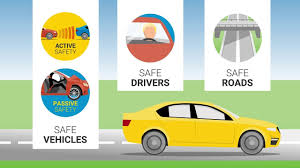 ACTIVE
SAFETY
PASSIVE
SAFETY
SAFE
VEHICLES
SAFE
DRIVERS
SAFE
ROADS